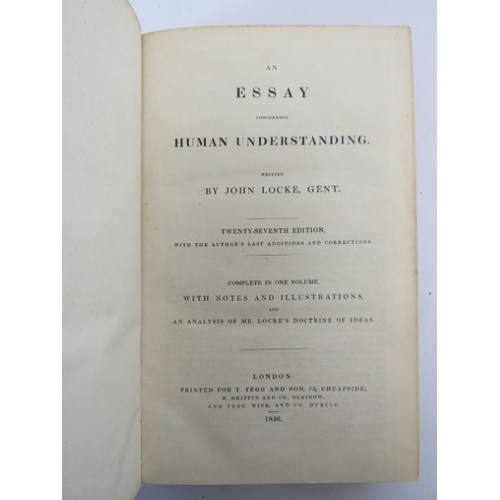 AN
ESSAY
CONCERNING
HUMAN UNDERSTANDING.
WRITTEN
BY JOHN LOCKE, GENT.
TWENTY-SEVENTH EDITION,
WITH THE AUTHOR'S LAST ADDITIONS AND CORRECTIONS
COMPLETE IN ONE VOLUME,
WITH NOTES AND ILLUSTRATIONS,
AND
AN ANALYSIS OF MR. LOCKE'S DOCTRINE OF IDEAS.
LONDON:
PRINTED FOR T. TEGG AND SON, 73, CHEAPSIDE;
R. GRIFFIN AND CO., GLASGOW;
AND TEGG, WISE, AND CO, DUBLIN.
1836.